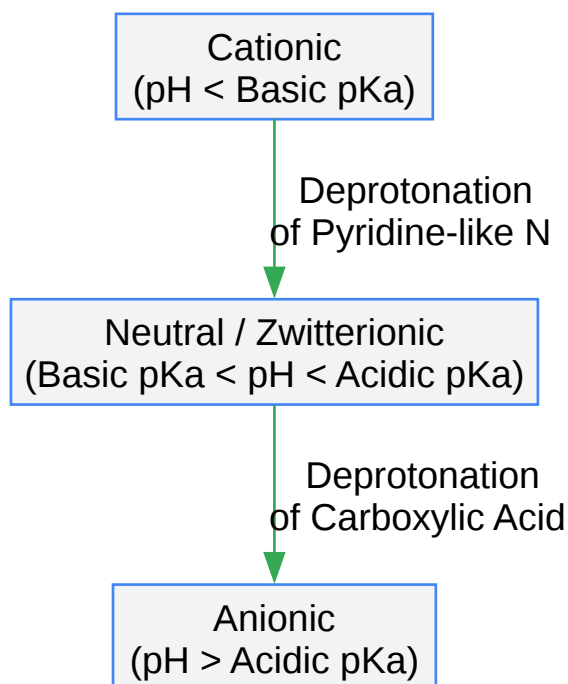 Cationic
(pH < Basic pKa)
Deprotonation
of Pyridine-like N
Neutral / Zwitterionic
(Basic pKa < pH < Acidic pKa)
Deprotonation
of Carboxylic Acid
Anionic
(pH > Acidic pKa)